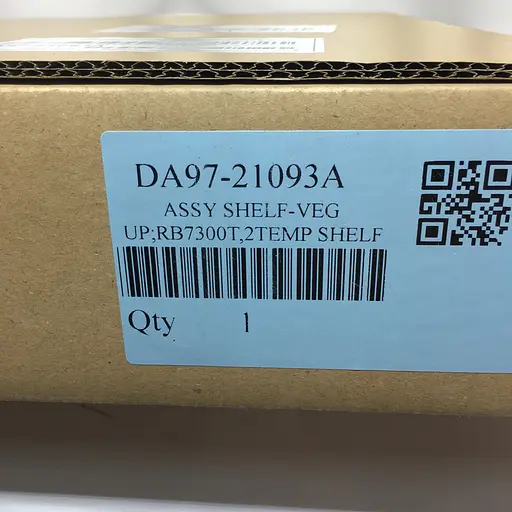 DA97-21093A
ASSY SHELF-VEG
UP;RB7300T,2TEMP SHELF
Qty 1